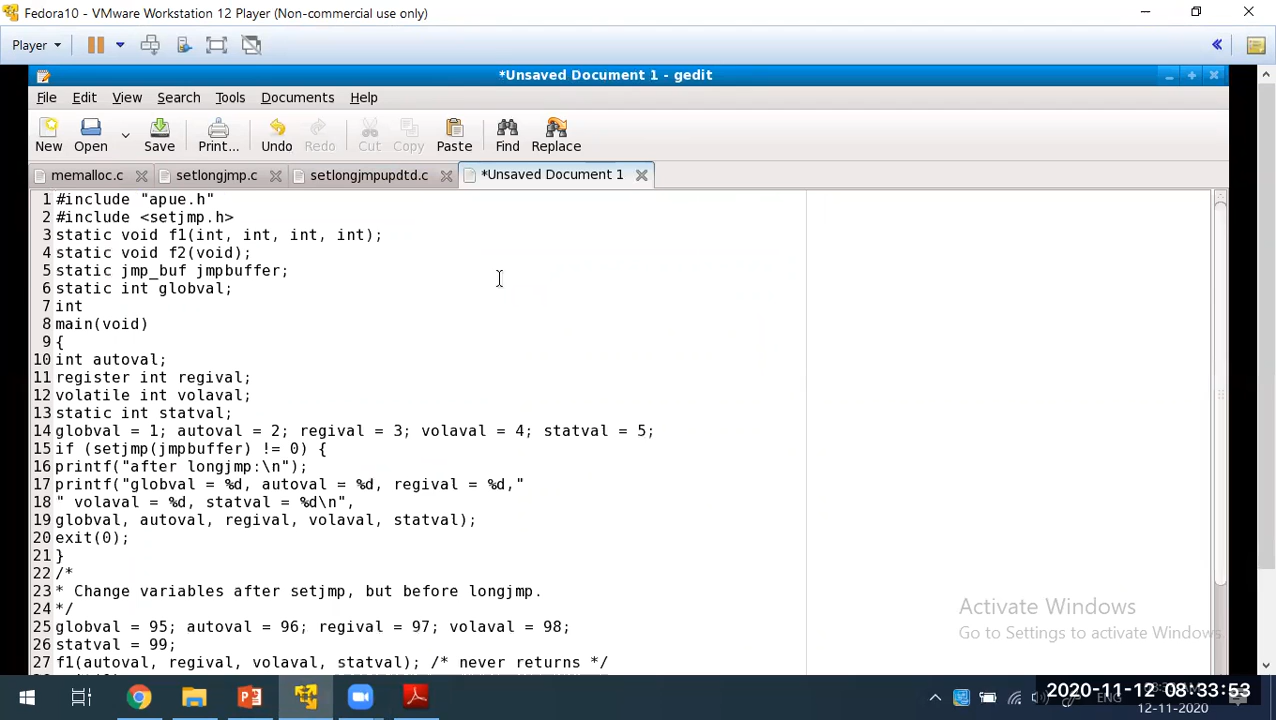 Fedora10 - VMware Workstation 12 Player (Non-commercial use only)
Player
*Unsaved Document 1 - gedit
File Edit View Search Tools Documents Help
New Open Save Print... Undo Redo Cut Copy Paste Find Replace
memalloc.c setlongjmp.c setlongjmpupdtd.c *Unsaved Document 1
1 #include "apue.h"
2 #include <setjmp.h>
3 static void f1(int, int, int, int);
4 static void f2(void);
5 static jmp_buf jmpbuffer;
6 static int globval;
7 int
8 main(void)
9 {
10 int autoval;
11 register int regival;
12 volatile int volaval;
13 static int statval;
14 globval = 1; autoval = 2; regival = 3; volaval = 4; statval = 5;
15 if (setjmp(jmpbuffer) != 0) {
16 printf("after longjmp:\n");
17 printf("globval = %d, autoval = %d, regival = %d,"
18 " volaval = %d, statval = %d\n",
19 globval, autoval, regival, volaval, statval);
20 exit(0);
21 }
22 /*
23 * Change variables after setjmp, but before longjmp.
24 */
25 globval = 95; autoval = 96; regival = 97; volaval = 98;
26 statval = 99;
27 f1(autoval, regival, volaval, statval); /* never returns */
Activate Windows
Go to Settings to activate Windows
ENG
2020-11-12 08:33:53
12-11-2020